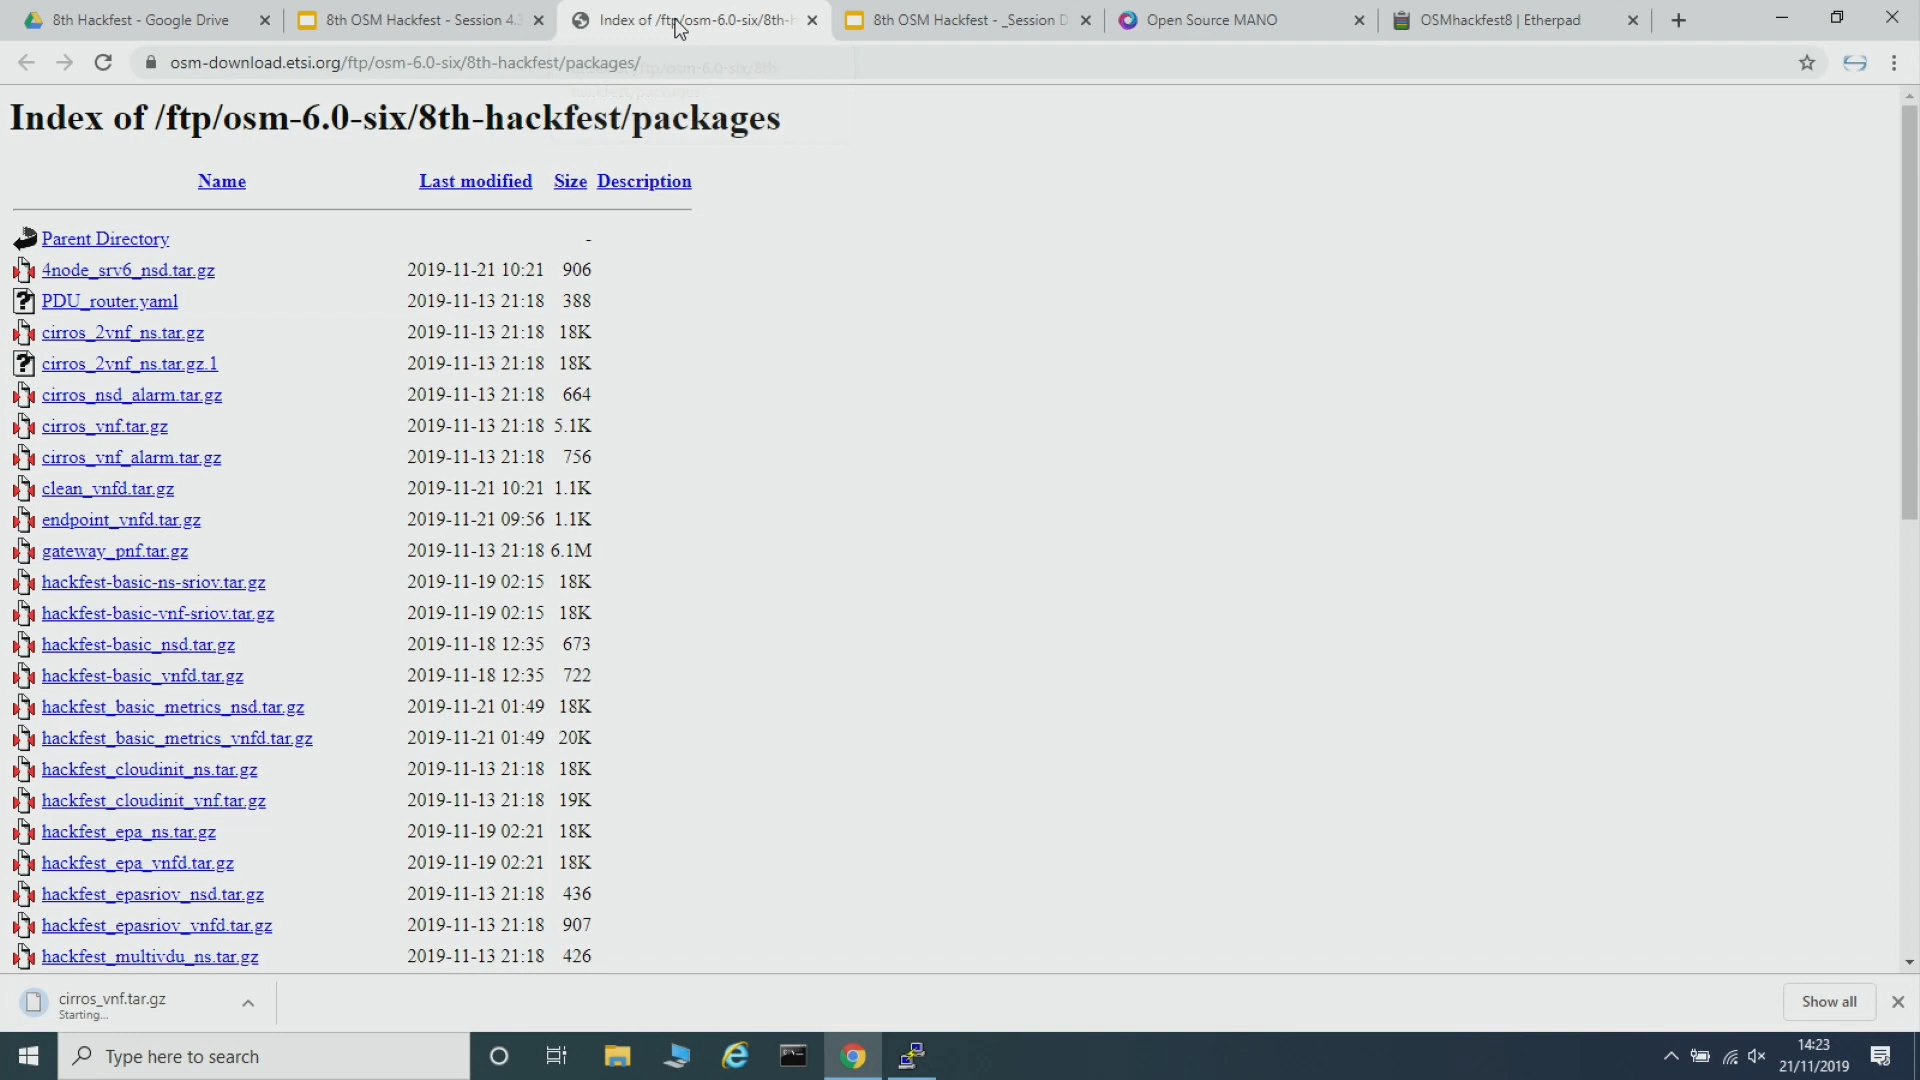 8th Hackfest - Google Drive
8th OSM Hackfest - Session 4.3
Index of /ftp/osm-6.0-six/8th-h
8th OSM Hackfest - _Session D
Open Source MANO
OSMhackfest8 | Etherpad
osm-download.etsi.org/ftp/osm-6.0-six/8th-hackfest/packages/
Index of /ftp/osm-6.0-six/8th-hackfest/packages
Name Last modified Size Description
Parent Directory -
4node_srv6_nsd.tar.gz 2019-11-21 10:21 906
PDU_router.yaml 2019-11-13 21:18 388
cirros_2vnf_ns.tar.gz 2019-11-13 21:18 18K
cirros_2vnf_ns.tar.gz.1 2019-11-13 21:18 18K
cirros_nsd_alarm.tar.gz 2019-11-13 21:18 664
cirros_vnf.tar.gz 2019-11-13 21:18 5.1K
cirros_vnf_alarm.tar.gz 2019-11-13 21:18 756
clean_vnfd.tar.gz 2019-11-21 10:21 1.1K
endpoint_vnfd.tar.gz 2019-11-21 09:56 1.1K
gateway_pnf.tar.gz 2019-11-13 21:18 6.1M
hackfest-basic-ns-sriov.tar.gz 2019-11-19 02:15 18K
hackfest-basic-vnf-sriov.tar.gz 2019-11-19 02:15 18K
hackfest-basic_nsd.tar.gz 2019-11-18 12:35 673
hackfest-basic_vnfd.tar.gz 2019-11-18 12:35 722
hackfest_basic_metrics_nsd.tar.gz 2019-11-21 01:49 18K
hackfest_basic_metrics_vnfd.tar.gz 2019-11-21 01:49 20K
hackfest_cloudinit_ns.tar.gz 2019-11-13 21:18 18K
hackfest_cloudinit_vnf.tar.gz 2019-11-13 21:18 19K
hackfest_epa_ns.tar.gz 2019-11-19 02:21 18K
hackfest_epa_vnfd.tar.gz 2019-11-19 02:21 18K
hackfest_epasriov_nsd.tar.gz 2019-11-13 21:18 436
hackfest_epasriov_vnfd.tar.gz 2019-11-13 21:18 907
hackfest_multivdu_ns.tar.gz 2019-11-13 21:18 426
cirros_vnf.tar.gz
Starting...
Show all
Type here to search
14:23
21/11/2019